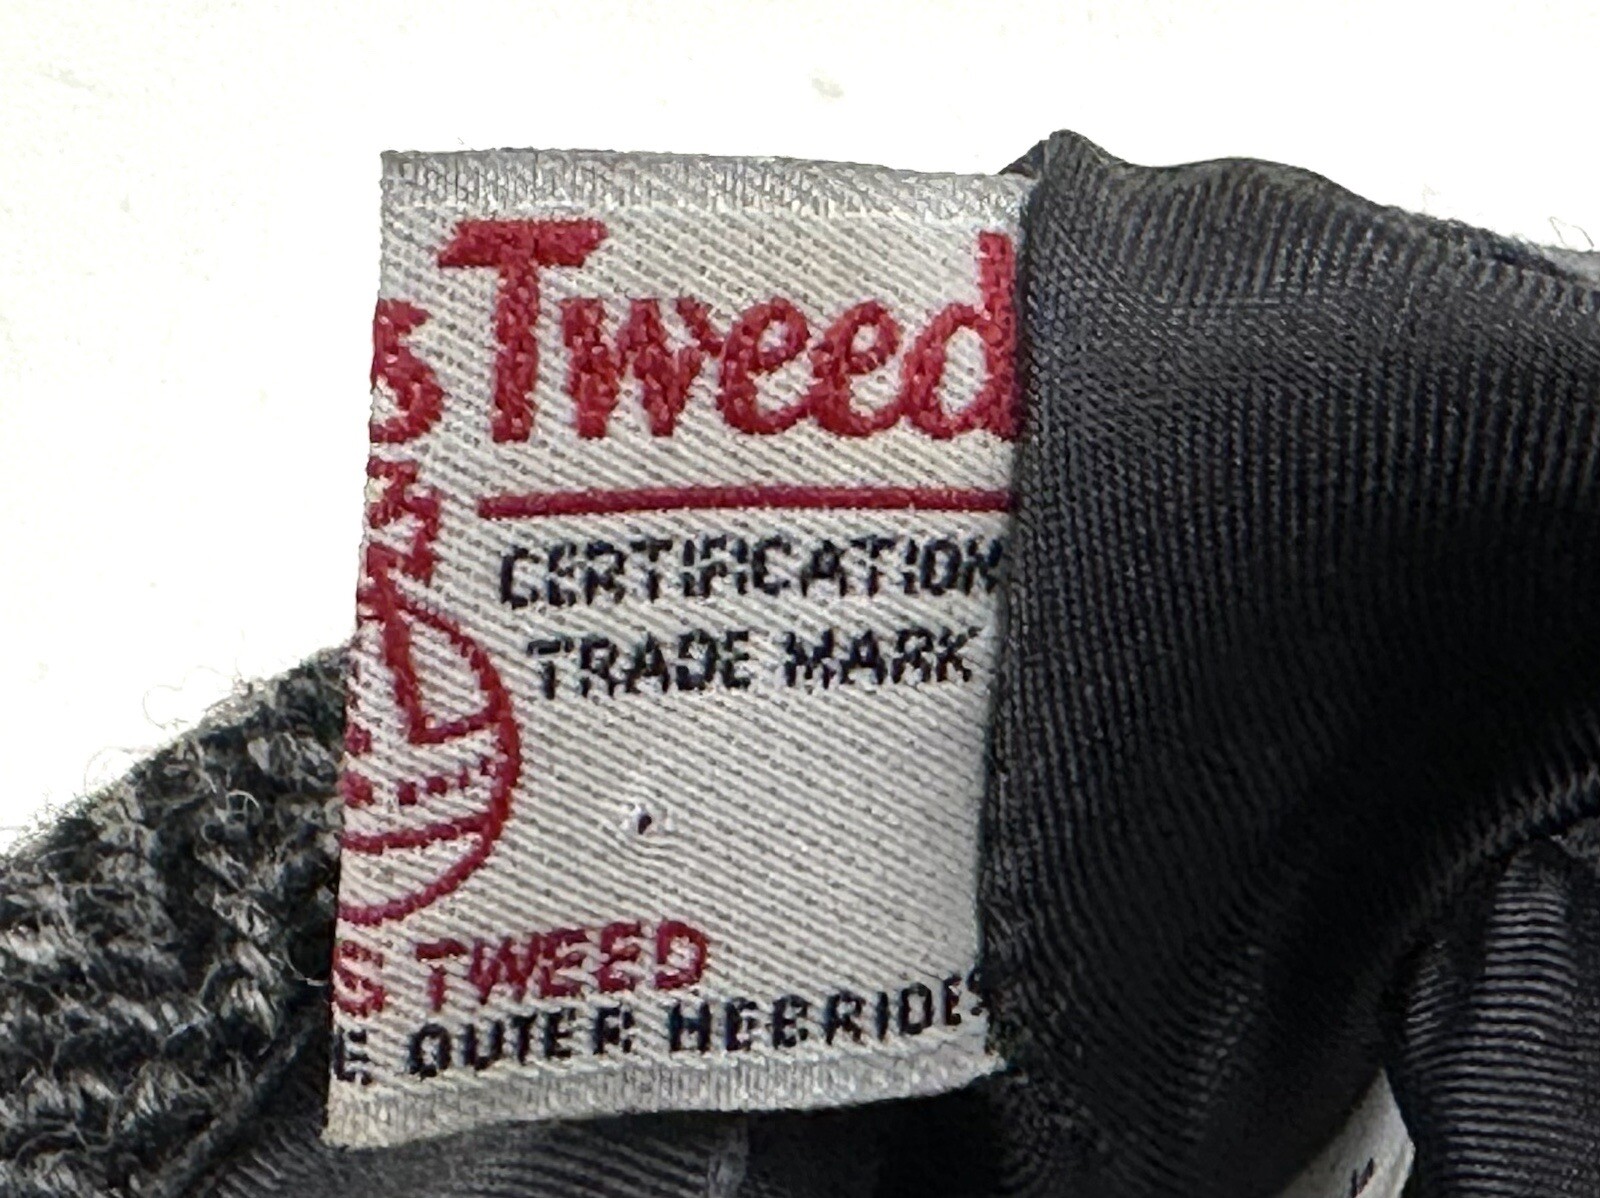 S Tweed
CERTIFICATION
TRADE MARK
S TWEED
E OUTER HEBRIDES